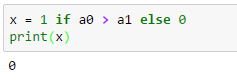 x = 1 if a0 > a1 else 0
print(x)
0